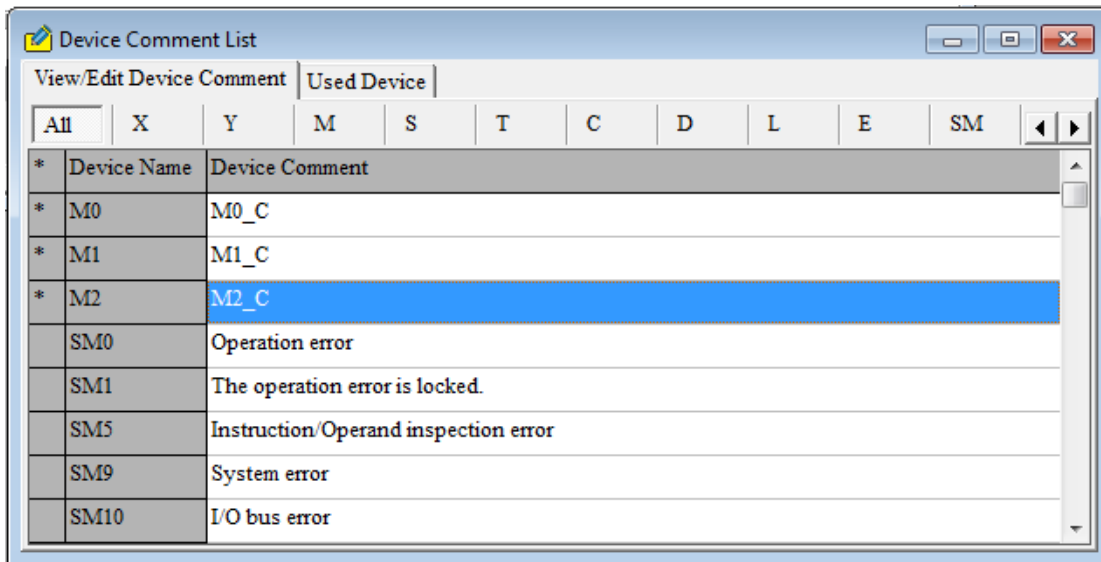 Device Comment List
View/Edit Device Comment Used Device
All X Y M S T C D L E SM
* Device Name Device Comment
* M0 M0_C
* M1 M1_C
* M2 M2_C
SM0 Operation error
SM1 The operation error is locked.
SM5 Instruction/Operand inspection error
SM9 System error
SM10 I/O bus error